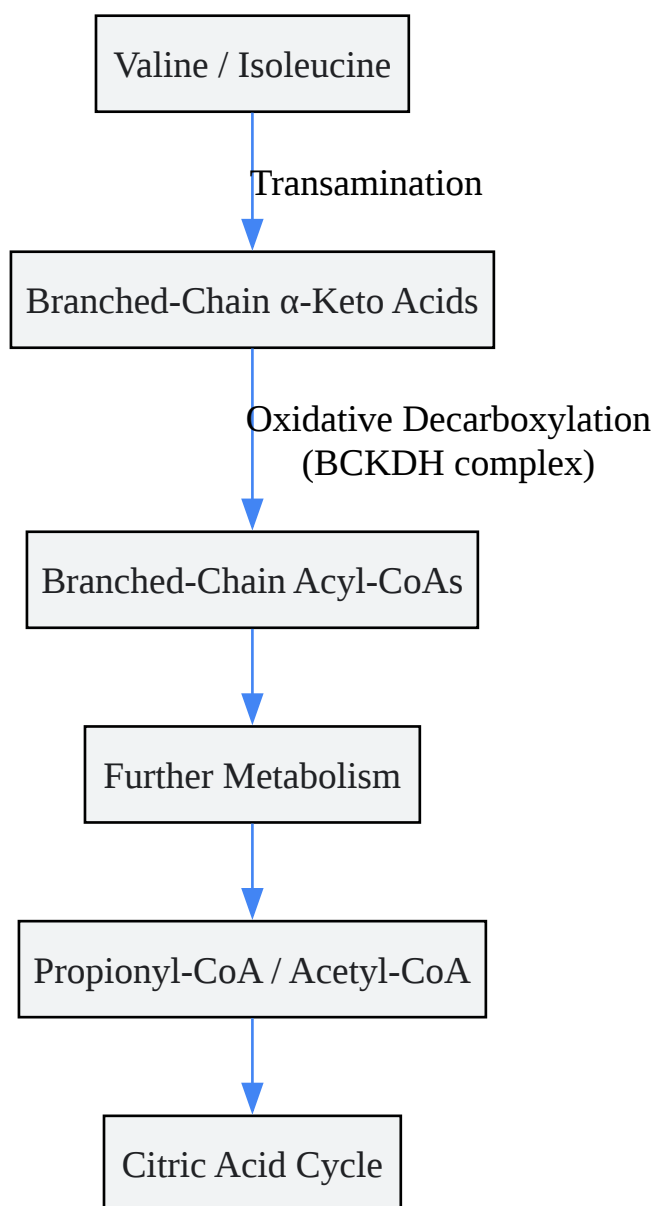 Valine / Isoleucine
Transamination
Branched-Chain α-Keto Acids
Oxidative Decarboxylation
(BCKDH complex)
Branched-Chain Acyl-CoAs
Further Metabolism
Propionyl-CoA / Acetyl-CoA
Citric Acid Cycle